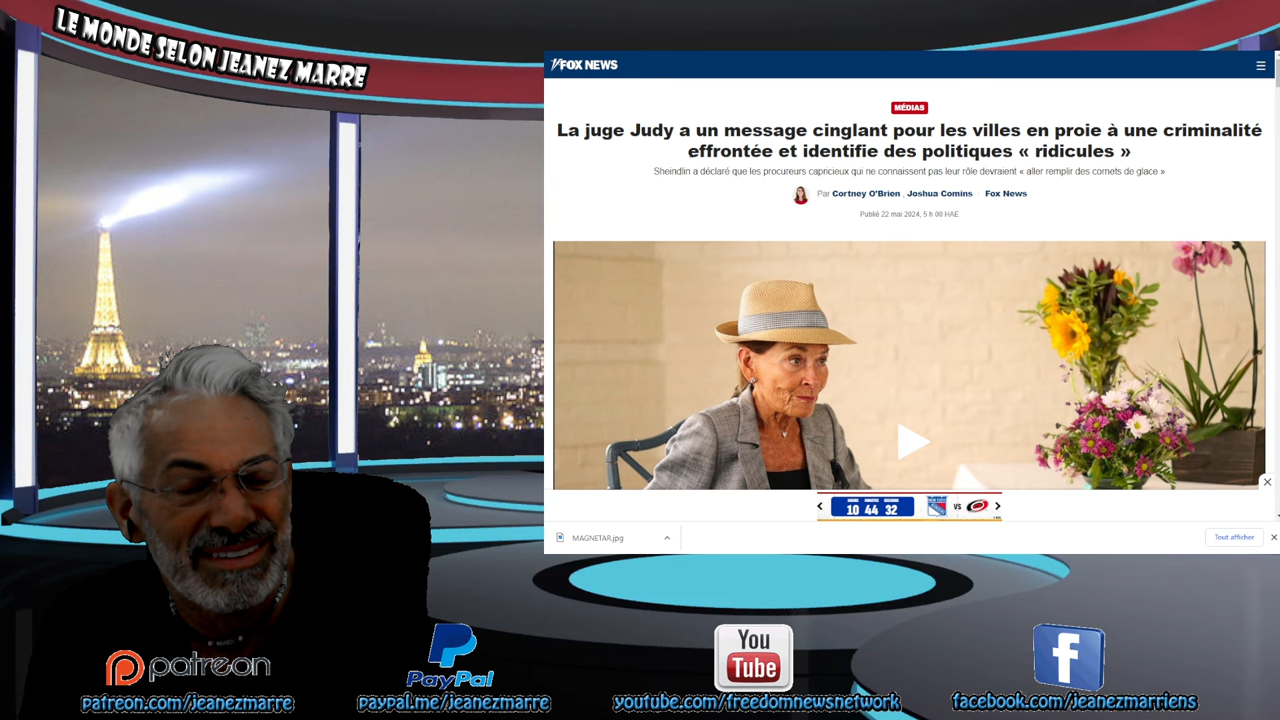 LE MONDE SELON JEANEZ MARRE
FOX NEWS
MÉDIAS
La juge Judy a un message cinglant pour les villes en proie à une criminalité
effrontée et identifie des politiques « ridicules »
Sheindlin a déclaré que les procureurs capricieux qui ne connaissent pas leur rôle devraient « aller remplir des cornets de glace »
Par Cortney O'Brien , Joshua Comins · Fox News
Publié 22 mai 2024, 5 h 00 HAE
10 44 32
VS
MAGNETAR.jpg
Tout afficher
patreon
PayPal
You
Tube
f
patreon.com/jeanezmarre
paypal.me/jeanezmarre
youtube.com/freedomnewsnetwork
facebook.com/jeanezmarriens